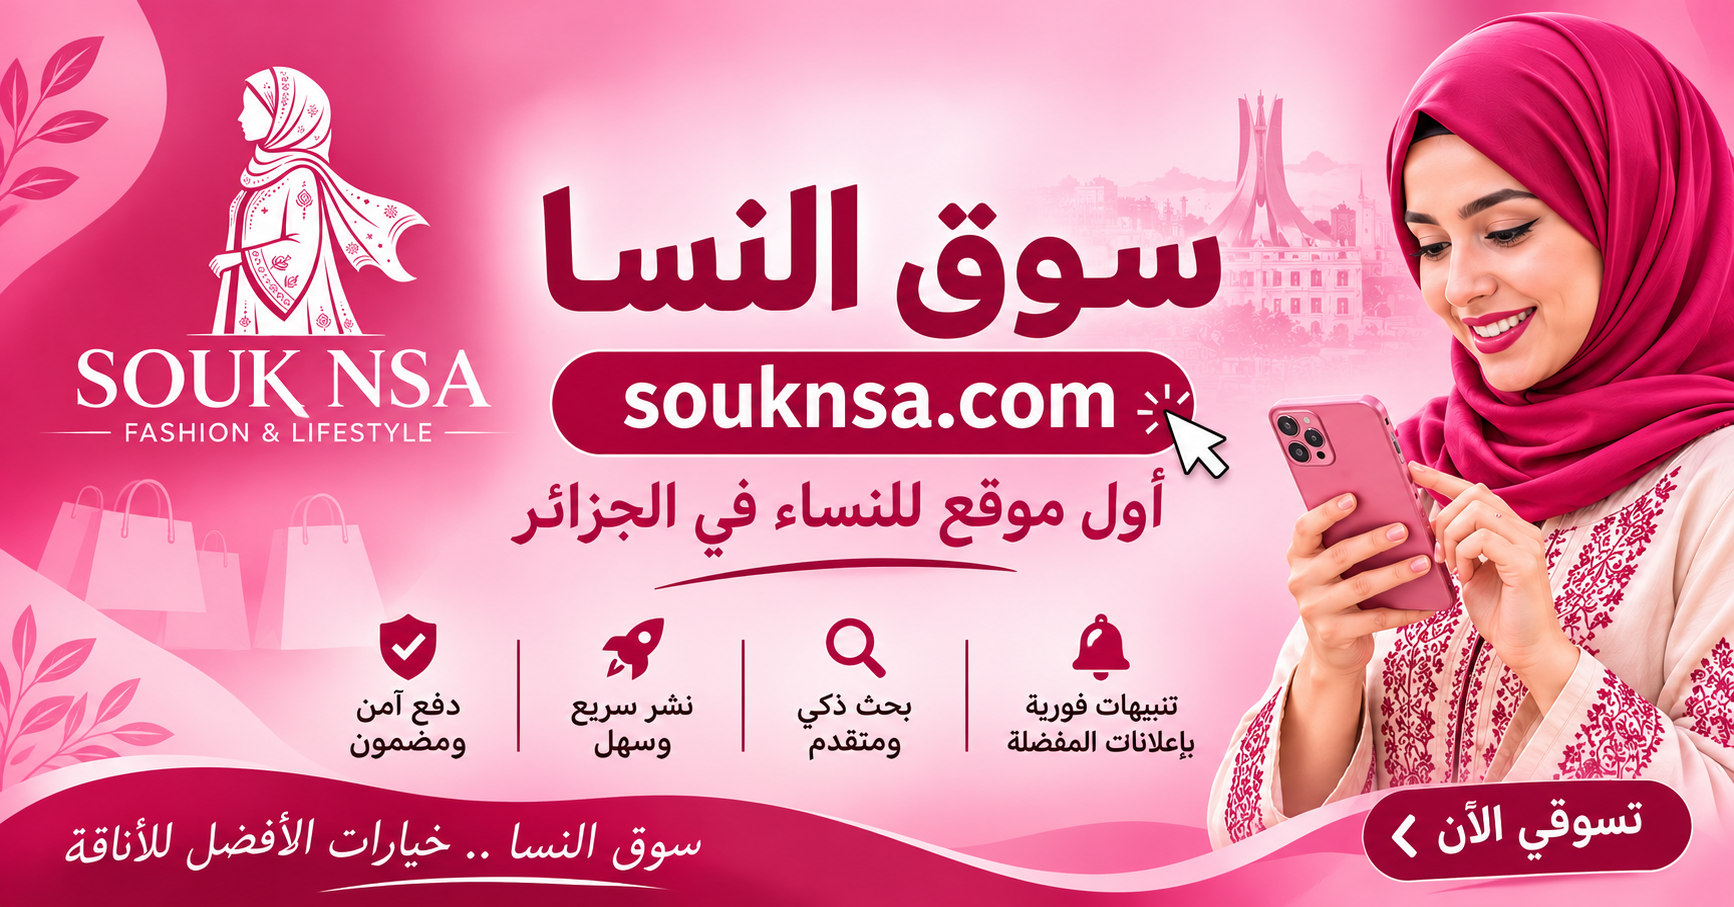 SOUK NSA
FASHION & LIFESTYLE
سوق النسا
souknsa.com
أول موقع للنساء في الجزائر
تنبيهات فورية
بإعلانات المفضلة
بحث ذكي
ومتقدم
نشر سريع
وسهل
دفع آمن
ومضمون
سوق النسا .. خيارات الأفضل للأناقة
تسوقي الآن